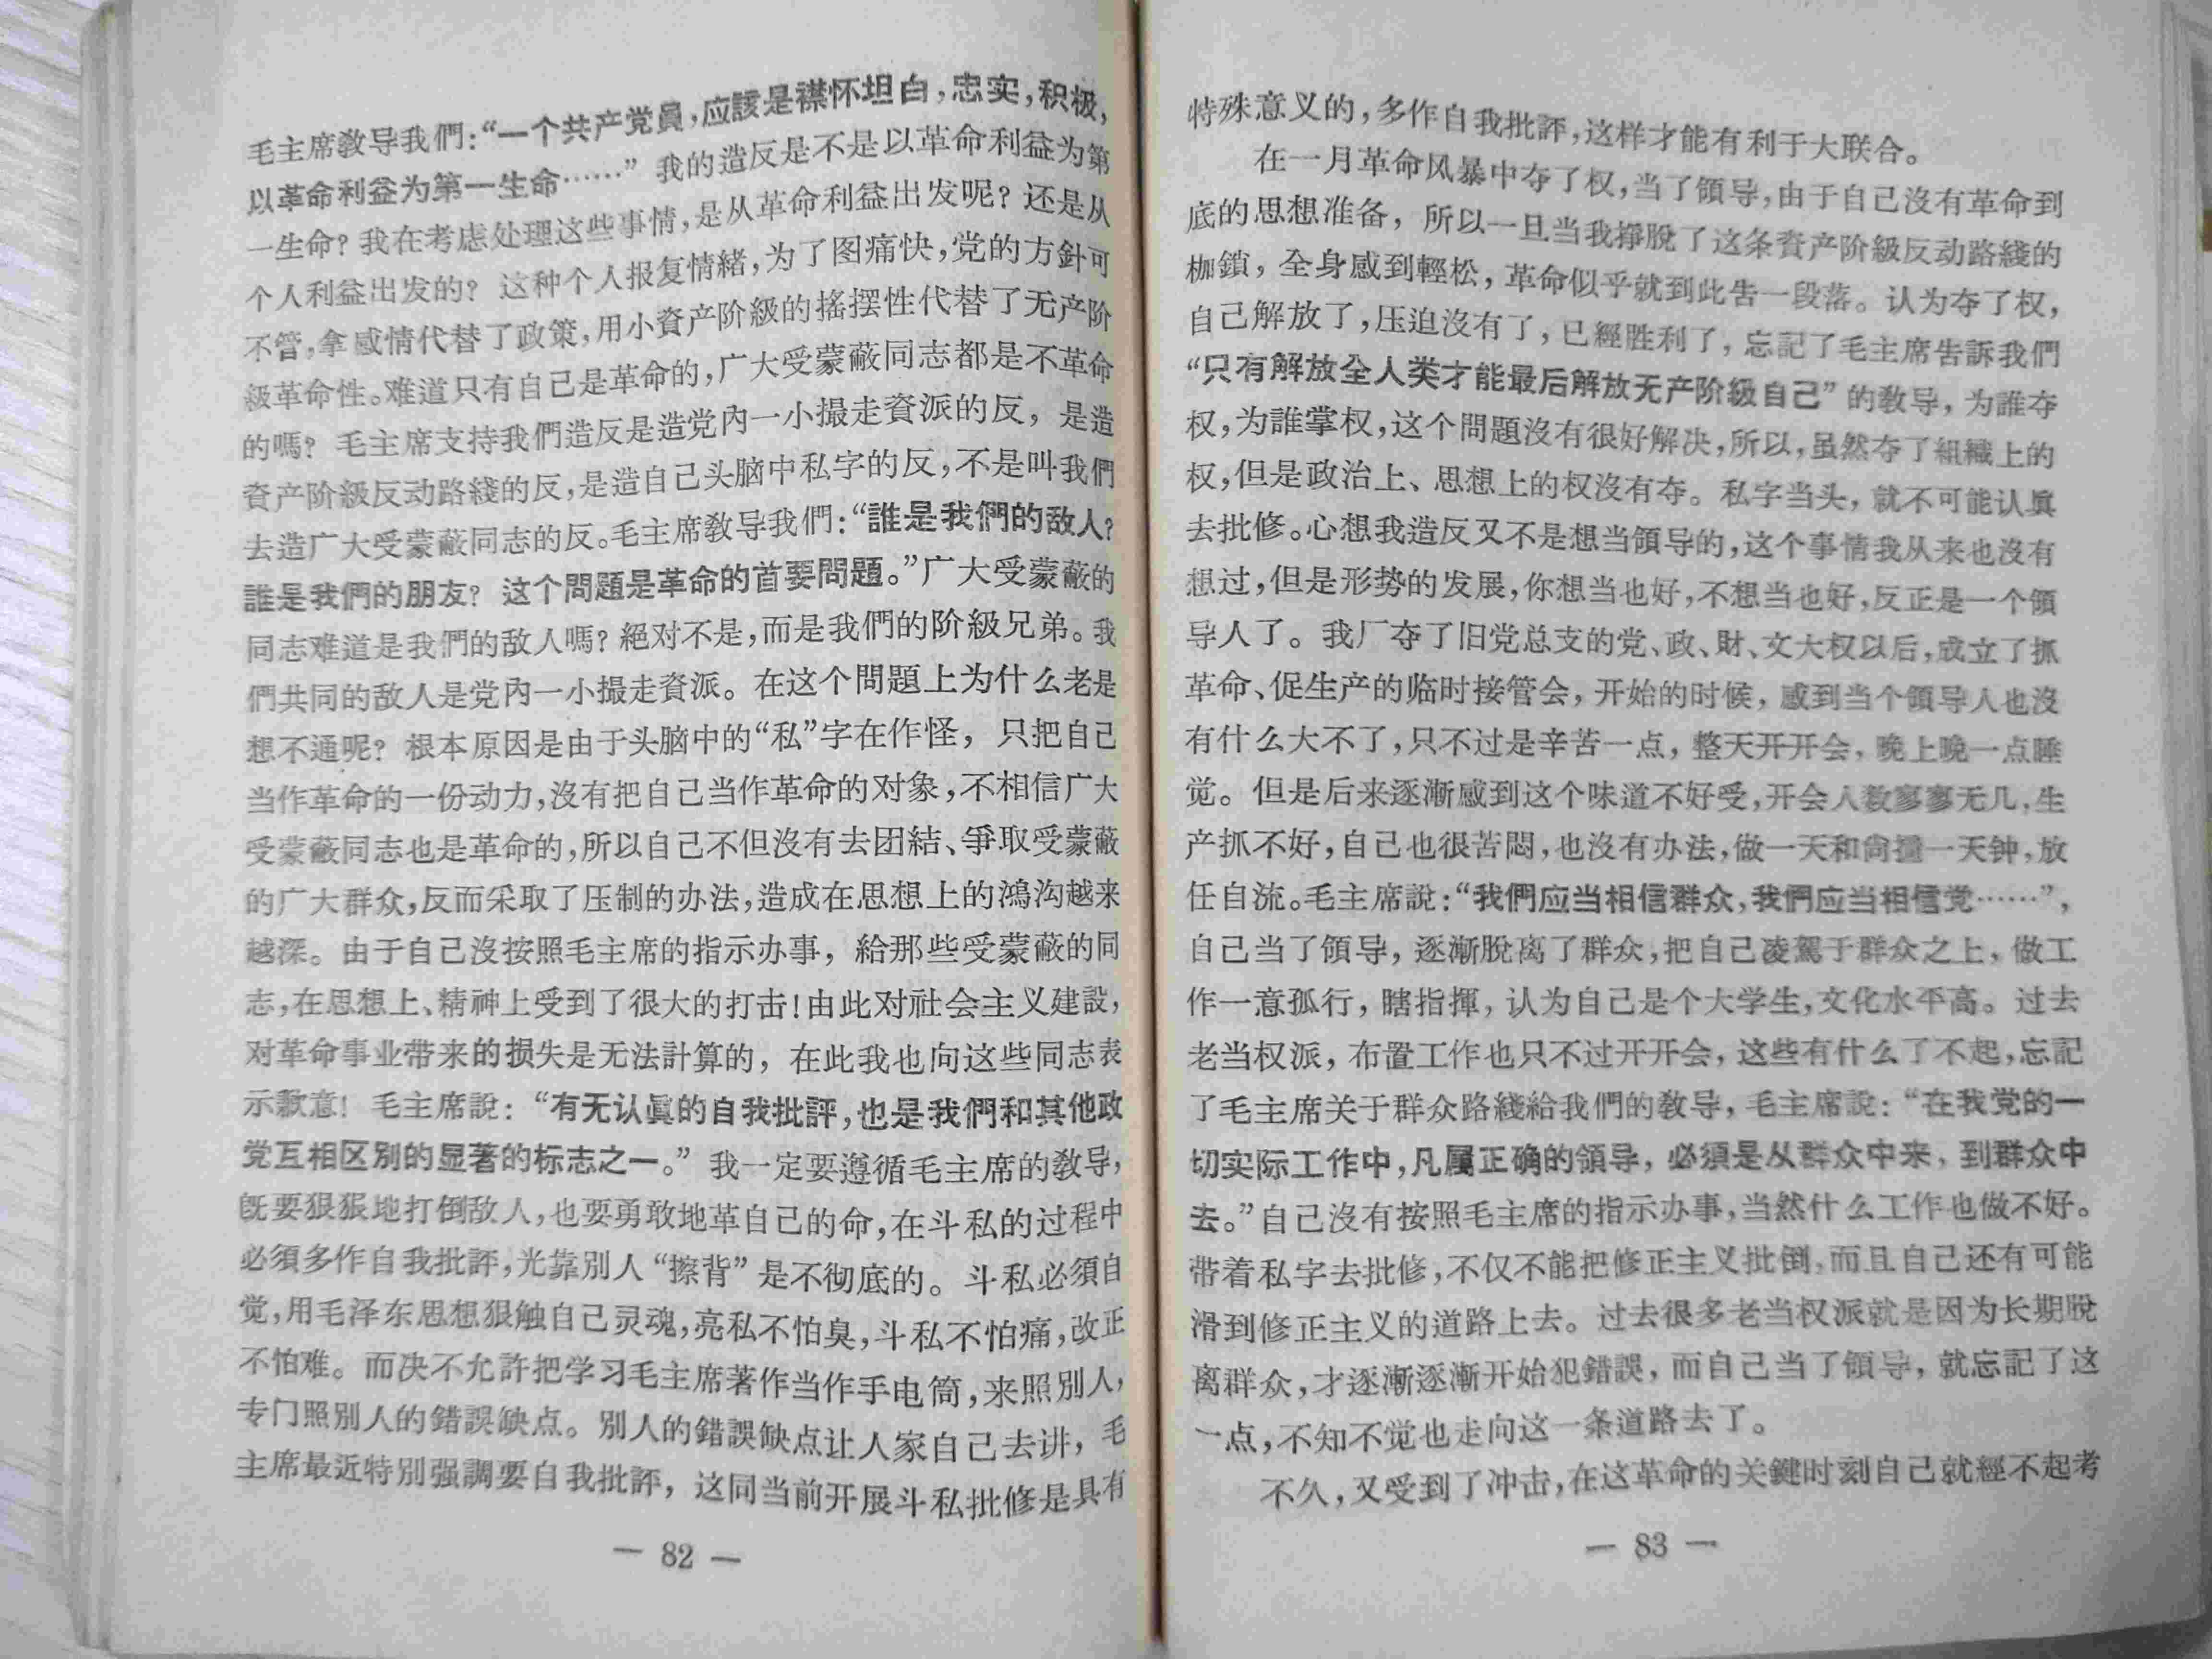 毛主席敎导我們：“一个共产党員，应該是襟怀坦白，忠实，积极，
以革命利益为第一生命……”我的造反是不是以革命利益为第
一生命？我在考虑处理这些事情，是从革命利益出发呢？还是从
个人利益出发的？这种个人报复情緒，为了图痛快，党的方針可
不管，拿感情代替了政策，用小資产阶級的搖摆性代替了无产阶
級革命性。难道只有自己是革命的，广大受蒙蔽同志都是不革命
的嗎？毛主席支持我們造反是造党內一小撮走資派的反，是造
資产阶級反动路綫的反，是造自己头脑中私字的反，不是叫我們
去造广大受蒙蔽同志的反。毛主席敎导我們：“誰是我們的敌人？
誰是我們的朋友？这个問題是革命的首要問題。”广大受蒙蔽的
同志难道是我們的敌人嗎？絕对不是，而是我們的阶級兄弟。我
們共同的敌人是党內一小撮走資派。在这个問題上为什么老是
想不通呢？根本原因是由于头脑中的“私”字在作怪，只把自己
当作革命的一份动力，沒有把自己当作革命的对象，不相信广大
受蒙蔽同志也是革命的，所以自己不但沒有去团結、爭取受蒙蔽
的广大群众，反而采取了压制的办法，造成在思想上的鴻沟越来
越深。由于自己沒按照毛主席的指示办事，給那些受蒙蔽的同
志，在思想上、精神上受到了很大的打击！由此对社会主义建設，
对革命事业带来的損失是无法計算的，在此我也向这些同志表
示歉意！毛主席說：“有无认眞的自我批評，也是我們和其他政
党互相区别的显著的标志之一。”我一定要遵循毛主席的敎导，
旣要狠狠地打倒敌人，也要勇敢地革自己的命，在斗私的过程中
必須多作自我批評，光靠别人“擦背”是不彻底的。斗私必須自
觉，用毛泽东思想狠触自己灵魂，亮私不怕臭，斗私不怕痛，改正
不怕难。而决不允許把学习毛主席著作当作手电筒，来照别人，
专门照别人的錯誤缺点。别人的錯誤缺点让人家自己去讲，毛
主席最近特别强調要自我批評，这同当前开展斗私批修是具有
— 82 —
特殊意义的，多作自我批評，这样才能有利于大联合。
在一月革命风暴中夺了权，当了領导，由于自己沒有革命到
底的思想准备，所以一旦当我掙脫了这条資产阶級反动路綫的
枷鎖，全身感到輕松，革命似乎就到此告一段落。认为夺了权，
自己解放了，压迫沒有了，已經胜利了，忘記了毛主席告訴我們
“只有解放全人类才能最后解放无产阶級自己”的敎导，为誰夺
权，为誰掌权，这个問題沒有很好解决，所以，虽然夺了組織上的
权，但是政治上、思想上的权沒有夺。私字当头，就不可能认眞
去批修。心想我造反又不是想当領导的，这个事情我从来也沒有
想过，但是形势的发展，你想当也好，不想当也好，反正是一个領
导人了。我厂夺了旧党总支的党、政、財、文大权以后，成立了抓
革命、促生产的临时接管会，开始的时候，感到当个領导人也沒
有什么大不了，只不过是辛苦一点，整天开开会，晚上晚一点睡
觉。但是后来逐漸感到这个味道不好受，开会人数寥寥无几，生
产抓不好，自己也很苦悶，也沒有办法，做一天和尙撞一天钟，放
任自流。毛主席說：“我們应当相信群众，我們应当相信党……”，
自己当了領导，逐漸脫离了群众，把自己凌駕于群众之上，做工
作一意孤行，瞎指揮，认为自己是个大学生，文化水平高。过去
老当权派，布置工作也只不过开开会，这些有什么了不起，忘記
了毛主席关于群众路綫給我們的敎导，毛主席說：“在我党的一
切实际工作中，凡属正确的領导，必須是从群众中来，到群众中
去。”自己沒有按照毛主席的指示办事，当然什么工作也做不好。
带着私字去批修，不仅不能把修正主义批倒，而且自己还有可能
滑到修正主义的道路上去。过去很多老当权派就是因为长期脫
离群众，才逐漸逐漸开始犯錯誤，而自己当了領导，就忘記了这
一点，不知不觉也走向这一条道路去了。
不久，又受到了冲击，在这革命的关鍵时刻自己就經不起考
— 83 —